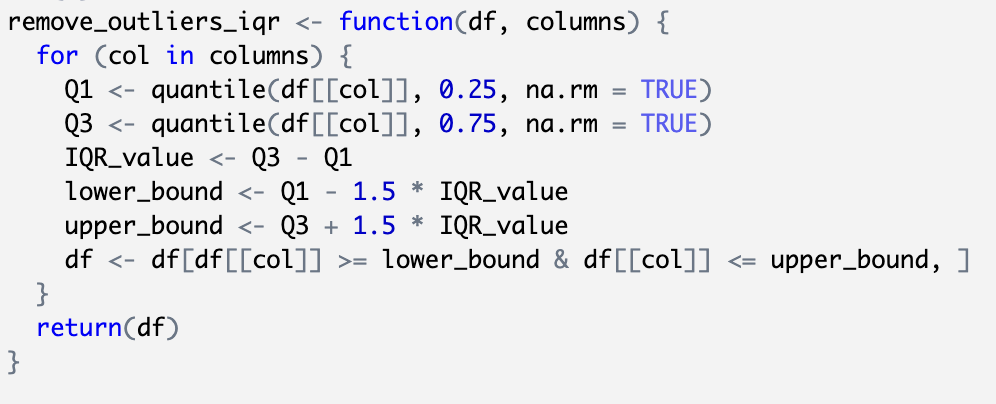 remove_outliers_iqr <- function(df, columns) {
  for (col in columns) {
    Q1 <- quantile(df[[col]], 0.25, na.rm = TRUE)
    Q3 <- quantile(df[[col]], 0.75, na.rm = TRUE)
    IQR_value <- Q3 - Q1
    lower_bound <- Q1 - 1.5 * IQR_value
    upper_bound <- Q3 + 1.5 * IQR_value
    df <- df[df[[col]] >= lower_bound & df[[col]] <= upper_bound, ]
  }
  return(df)
}